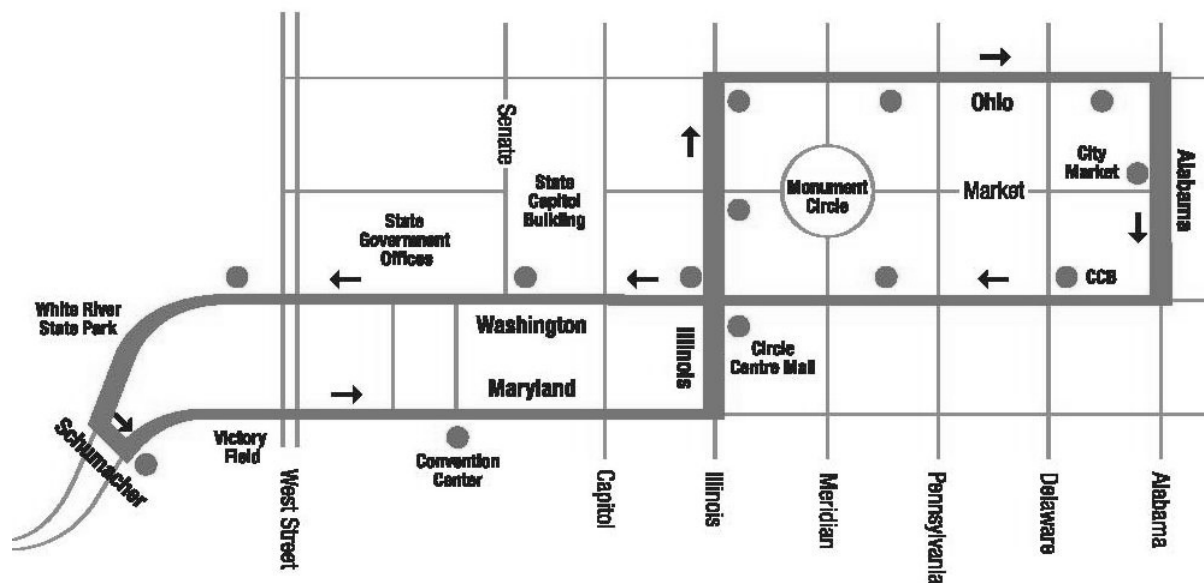 Ohio
Senate
City
Market
Alabama
State
Capitol
Building
Monument
Circle
Market
State
Government
Offices
CCB
White River
State Park
Washington
Illinois
Circle
Centre Mall
Maryland
Schumacher
Victory
Field
Convention
Center
West Street
Capitol
Illinois
Meridian
Pennsylvania
Delaware
Alabama